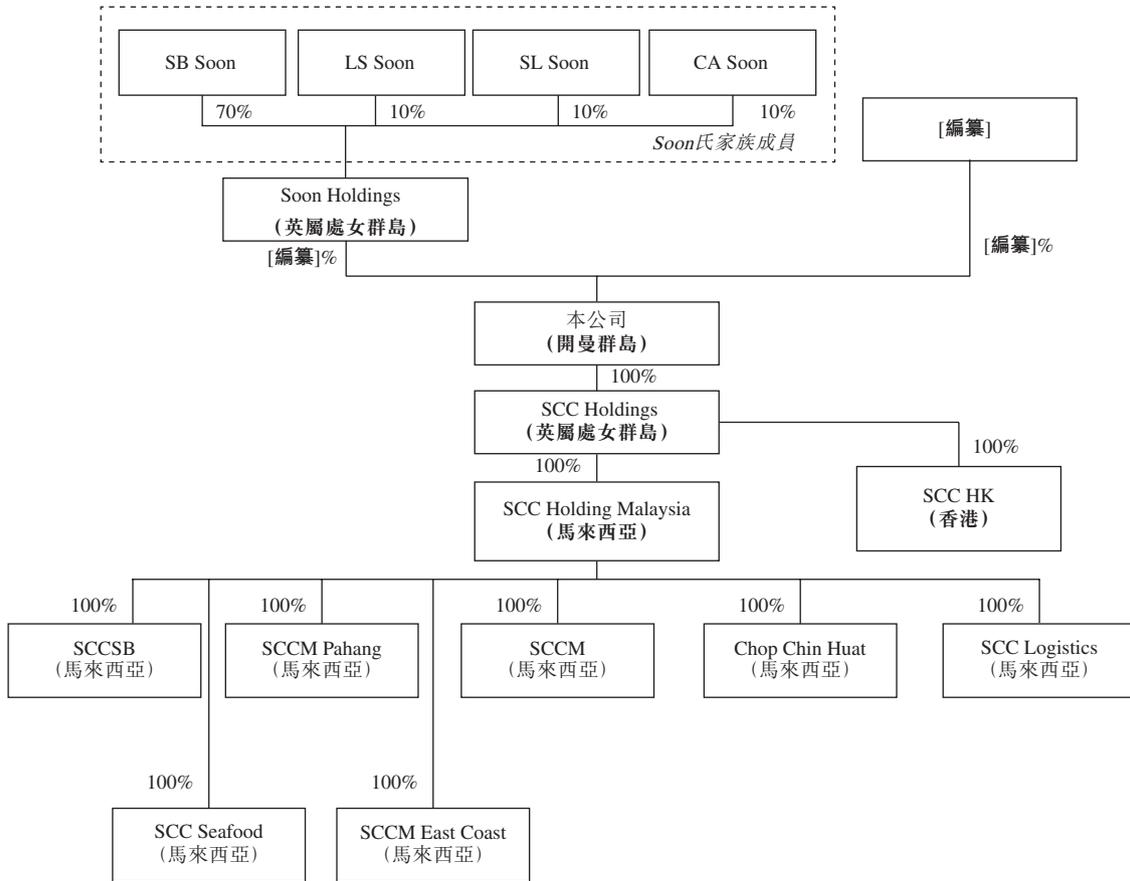 SB Soon
LS Soon
SL Soon
CA Soon
70%
10%
10%
10%
Soon氏家族成員
[編纂]
Soon Holdings
(英屬處女群島)
[編纂]%
[編纂]%
本公司
(開曼群島)
100%
SCC Holdings
(英屬處女群島)
100%
100%
SCC Holding Malaysia
(馬來西亞)
SCC HK
(香港)
100%
100%
100%
100%
100%
SCCSB
(馬來西亞)
SCCM Pahang
(馬來西亞)
SCCM
(馬來西亞)
Chop Chin Huat
(馬來西亞)
SCC Logistics
(馬來西亞)
100%
100%
SCC Seafood
(馬來西亞)
SCCM East Coast
(馬來西亞)